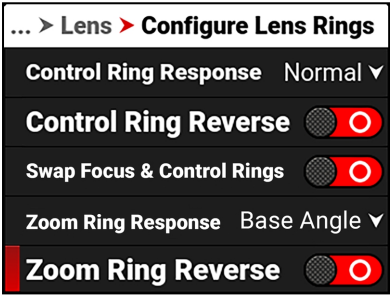 ... > Lens > Configure Lens Rings
Control Ring Response Normal
Control Ring Reverse
Swap Focus & Control Rings
Zoom Ring Response Base Angle
Zoom Ring Reverse